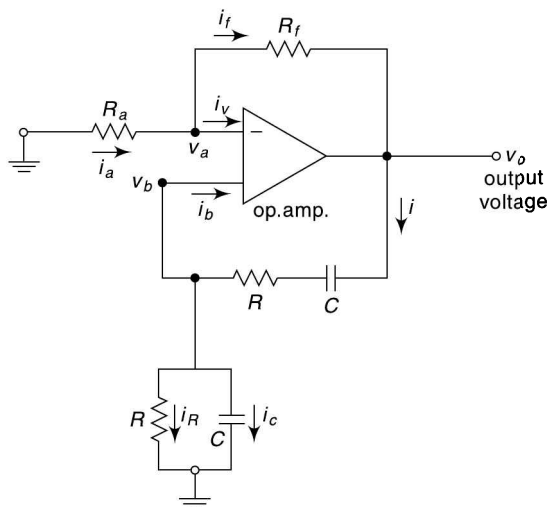 i_f
R_f
R_a
i_v
−
v_a
i_a
v_b
i_b
op.amp.
v_o
output
voltage
i
R
C
R
i_R
C
i_c